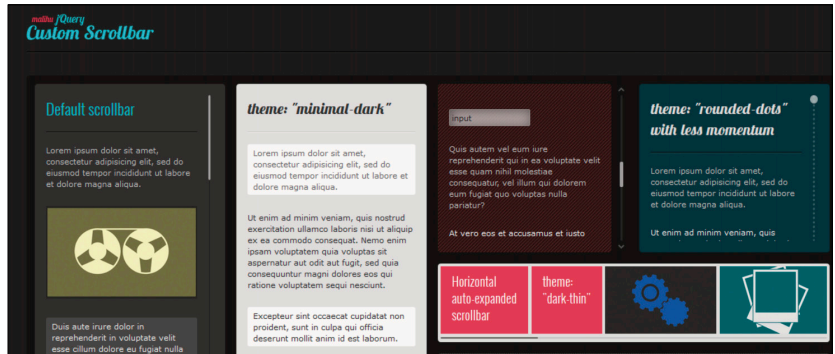 malihu jQuery
Custom Scrollbar
Default scrollbar
Lorem ipsum dolor sit amet,
consectetur adipisicing elit, sed do
eiusmod tempor incididunt ut labore
et dolore magna aliqua.
Duis aute irure dolor in
reprehenderit in voluptate velit
esse cillum dolore eu fugiat nulla
theme: "minimal-dark"
Lorem ipsum dolor sit amet,
consectetur adipisicing elit, sed do
eiusmod tempor incididunt ut labore
et dolore magna aliqua.
Ut enim ad minim veniam, quis nostrud
exercitation ullamco laboris nisi ut aliquip
ex ea commodo consequat. Nemo enim
ipsam voluptatem quia voluptas sit
aspernatur aut odit aut fugit, sed quia
consequuntur magni dolores eos qui
ratione voluptatem sequi nesciunt.
Excepteur sint occaecat cupidatat non
proident, sunt in culpa qui officia
deserunt mollit anim id est laborum.
input
Quis autem vel eum iure
reprehenderit qui in ea voluptate velit
esse quam nihil molestiae
consequatur, vel illum qui dolorem
eum fugiat quo voluptas nulla
pariatur?
At vero eos et accusamus et iusto
theme: "rounded-dots"
with less momentum
Lorem ipsum dolor sit amet,
consectetur adipisicing elit, sed do
eiusmod tempor incididunt ut labore
et dolore magna aliqua.
Ut enim ad minim veniam, quis
Horizontal
auto-expanded
scrollbar
theme:
"dark-thin"